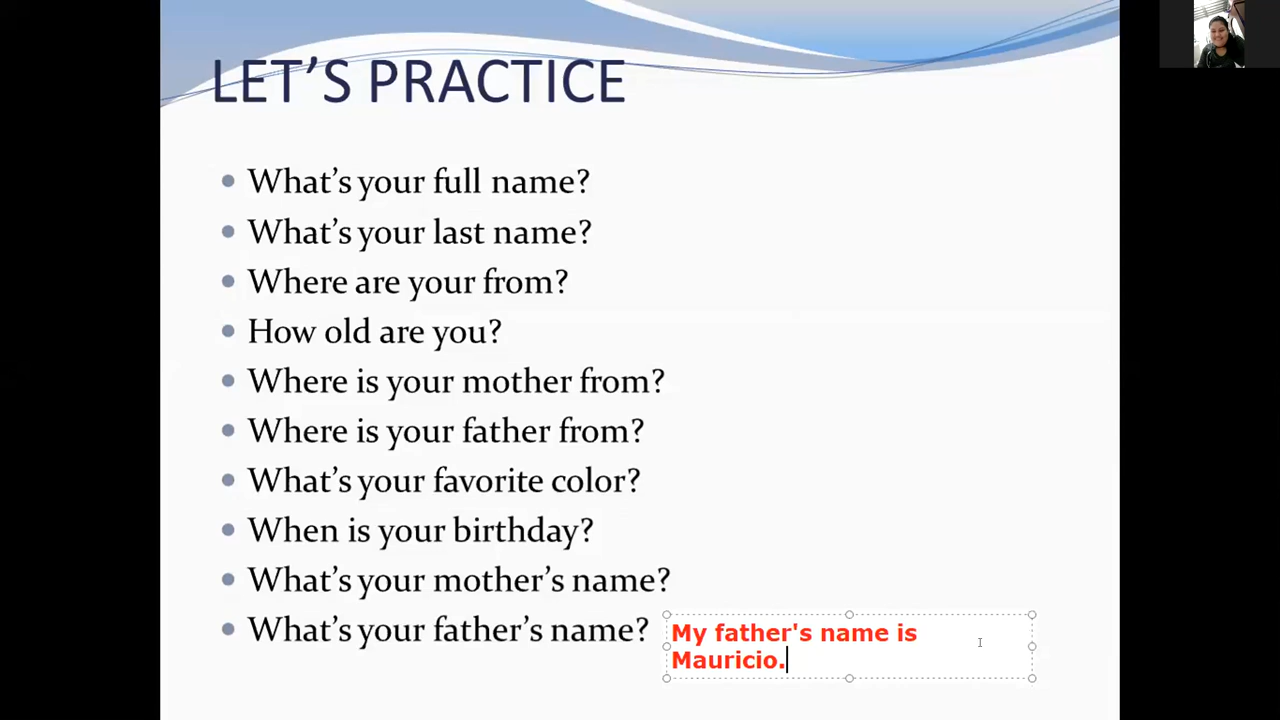 LET’S PRACTICE
What’s your full name?
What’s your last name?
Where are your from?
How old are you?
Where is your mother from?
Where is your father from?
What’s your favorite color?
When is your birthday?
What’s your mother’s name?
What’s your father’s name?
My father's name is
Mauricio.